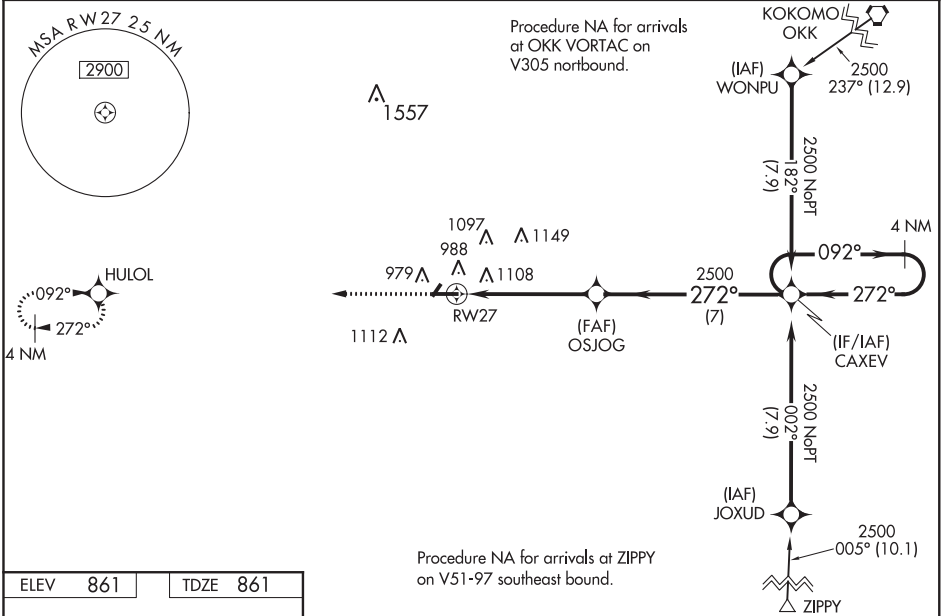 MSA RW27 25 NM
2900
Procedure NA for arrivals
at OKK VORTAC on
V305 northbound.
KOKOMO
OKK
(IAF)
WONPU
2500
237° (12.9)
1557
2500 NoPT
182°
(7.9)
4 NM
092°
1097
1149
988
979
1108
HULOL
092°
272°
4 NM
RW27
1112
(FAF)
OSJOG
2500
272°
(7)
272°
(IF/IAF)
CAXEV
2500 NoPT
002°
(7.9)
(IAF)
JOXUD
2500
005° (10.1)
ZIPPY
Procedure NA for arrivals at ZIPPY
on V51-97 southeast bound.
ELEV 861
TDZE 861